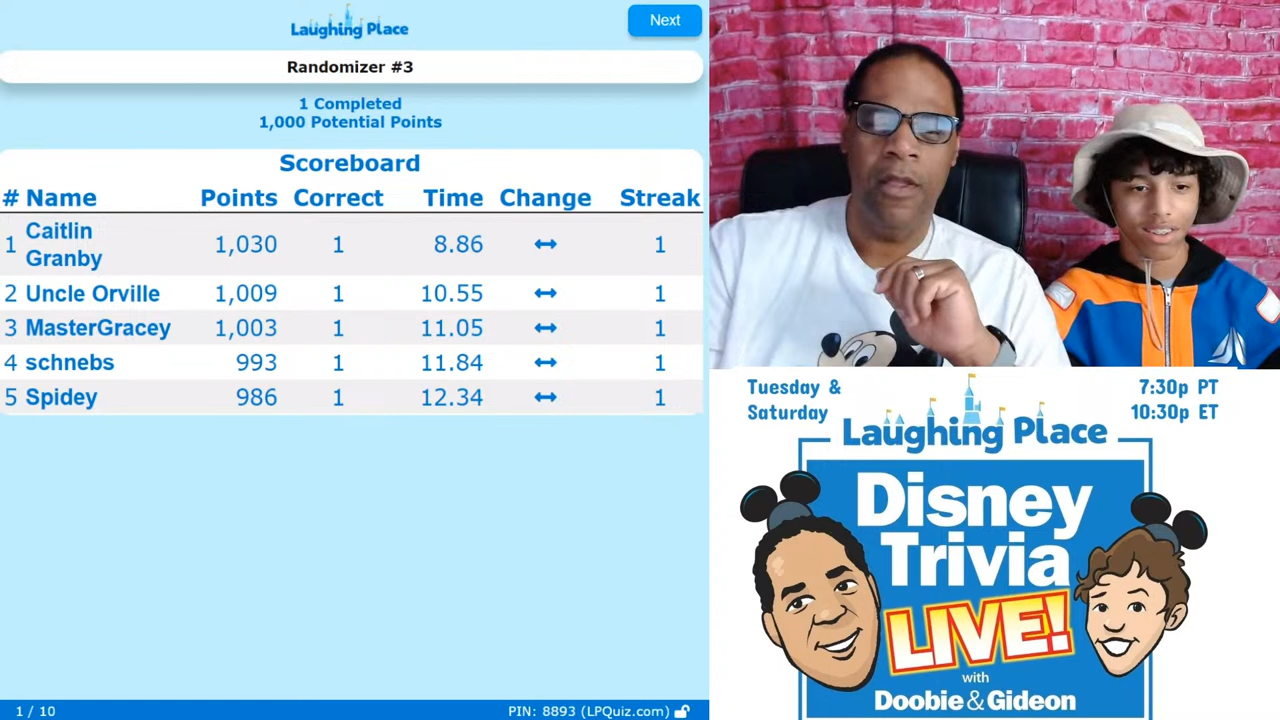 Laughing Place
Next
Randomizer #3
1 Completed
1,000 Potential Points
Scoreboard
# Name Points Correct Time Change Streak
1 Caitlin Granby 1,030 1 8.86 ↔ 1
2 Uncle Orville 1,009 1 10.55 ↔ 1
3 MasterGracey 1,003 1 11.05 ↔ 1
4 schnebs 993 1 11.84 ↔ 1
5 Spidey 986 1 12.34 ↔ 1
1 / 10
PIN: 8893 (LPQuiz.com)
Tuesday &
Saturday
7:30p PT
10:30p ET
Laughing Place
Disney
Trivia
LIVE!
with
Doobie & Gideon